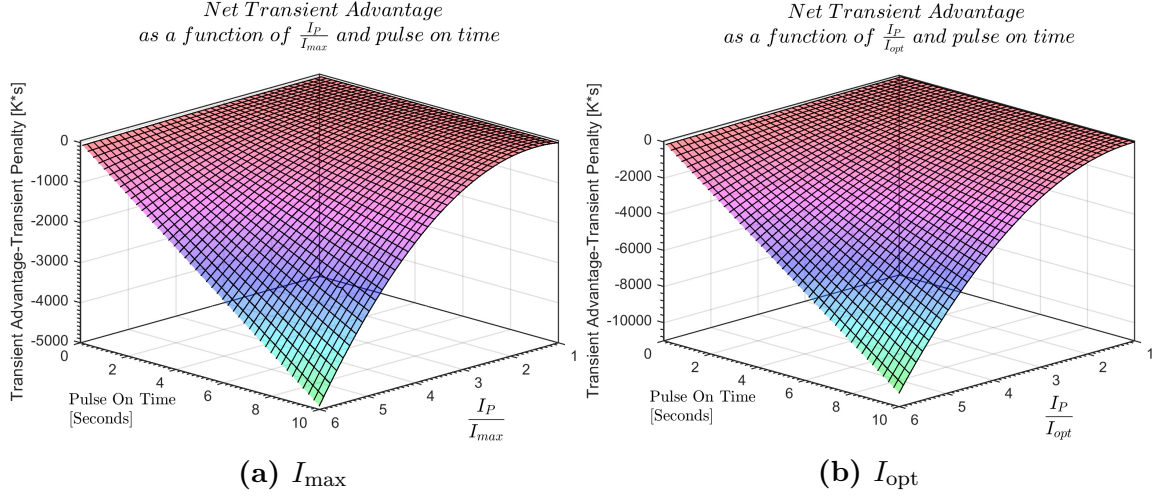 Net Transient Advantage
as a function of I_P/I_max and pulse on time
Transient Advantage-Transient Penalty [K*s]
0
-1000
-2000
-3000
-4000
-5000
0
2
4
6
8
10
Pulse On Time
[Seconds]
6
5
4
3
2
1
I_P/I_max
(a) I_max
Net Transient Advantage
as a function of I_P/I_opt and pulse on time
Transient Advantage-Transient Penalty [K*s]
0
-2000
-4000
-6000
-8000
-10000
0
2
4
6
8
10
Pulse On Time
[Seconds]
6
5
4
3
2
1
I_P/I_opt
(b) I_opt